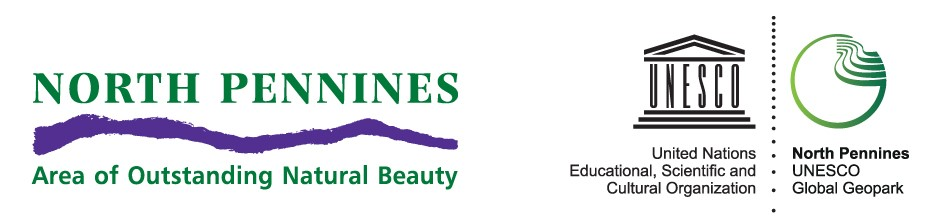 NORTH PENNINES
Area of Outstanding Natural Beauty
UNESCO
United Nations
Educational, Scientific and
Cultural Organization
North Pennines
UNESCO
Global Geopark